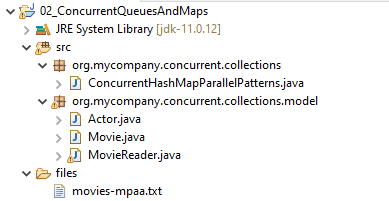 02_ConcurrentQueuesAndMaps
JRE System Library [jdk-11.0.12]
src
org.mycompany.concurrent.collections
ConcurrentHashMapParallelPatterns.java
org.mycompany.concurrent.collections.model
Actor.java
Movie.java
MovieReader.java
files
movies-mpaa.txt